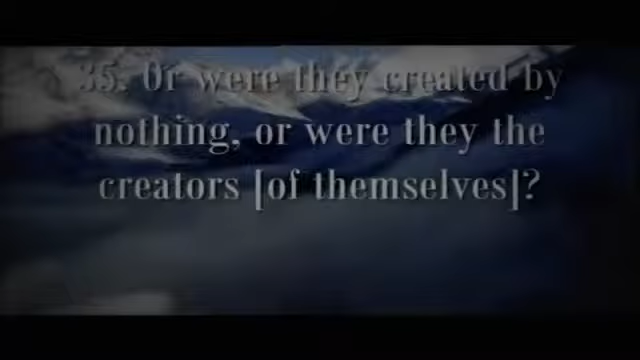 35. Or were they created by
nothing, or were they the
creators [of themselves]?